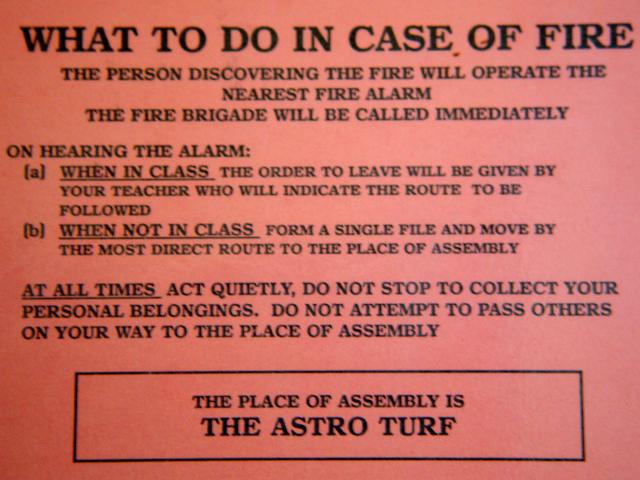 WHAT TO DO IN CASE OF FIRE
THE PERSON DISCOVERING THE FIRE WILL OPERATE THE
NEAREST FIRE ALARM
THE FIRE BRIGADE WILL BE CALLED IMMEDIATELY
ON HEARING THE ALARM:
(a) WHEN IN CLASS THE ORDER TO LEAVE WILL BE GIVEN BY
YOUR TEACHER WHO WILL INDICATE THE ROUTE TO BE
FOLLOWED
(b) WHEN NOT IN CLASS FORM A SINGLE FILE AND MOVE BY
THE MOST DIRECT ROUTE TO THE PLACE OF ASSEMBLY
AT ALL TIMES ACT QUIETLY, DO NOT STOP TO COLLECT YOUR
PERSONAL BELONGINGS. DO NOT ATTEMPT TO PASS OTHERS
ON YOUR WAY TO THE PLACE OF ASSEMBLY
THE PLACE OF ASSEMBLY IS
THE ASTRO TURF